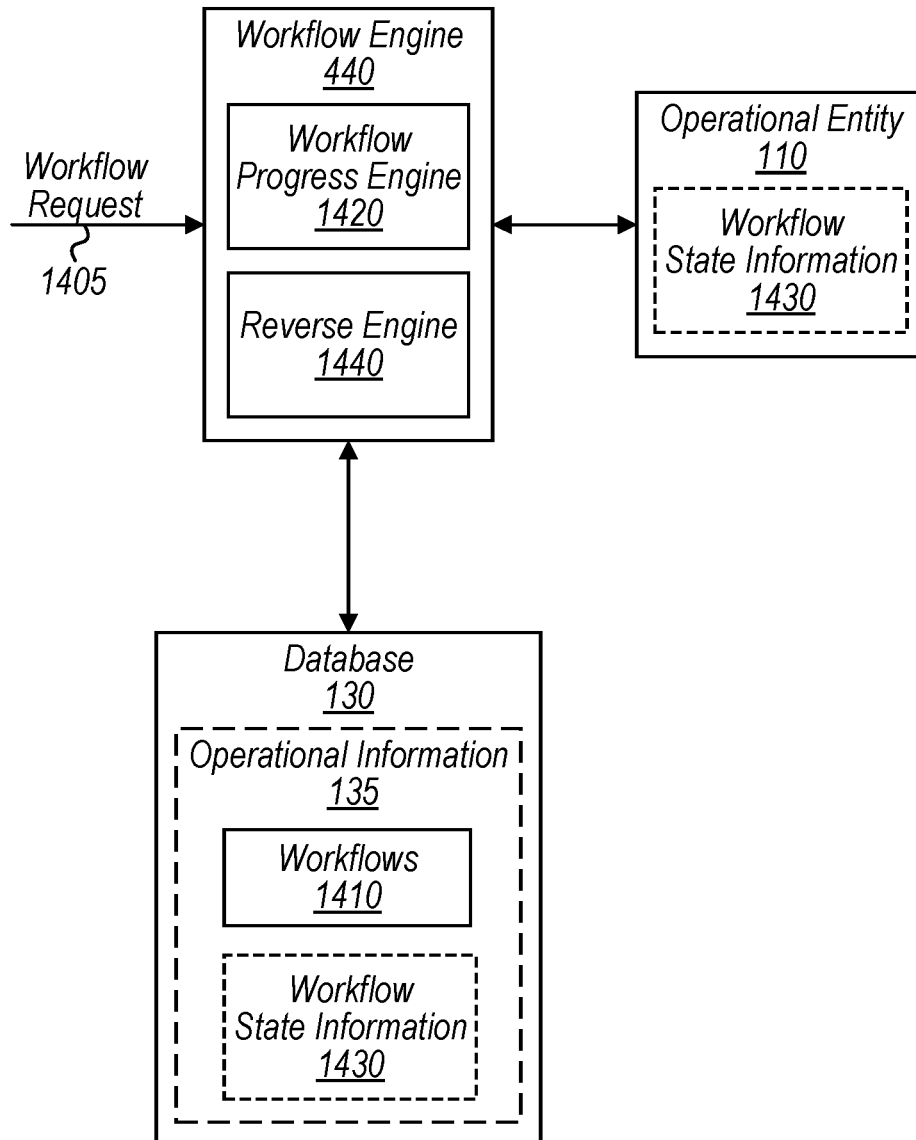 Workflow Engine
440
Workflow
Progress Engine
1420
Reverse Engine
1440
Workflow
Request
1405
Operational Entity
110
Workflow
State Information
1430
Database
130
Operational Information
135
Workflows
1410
Workflow
State Information
1430